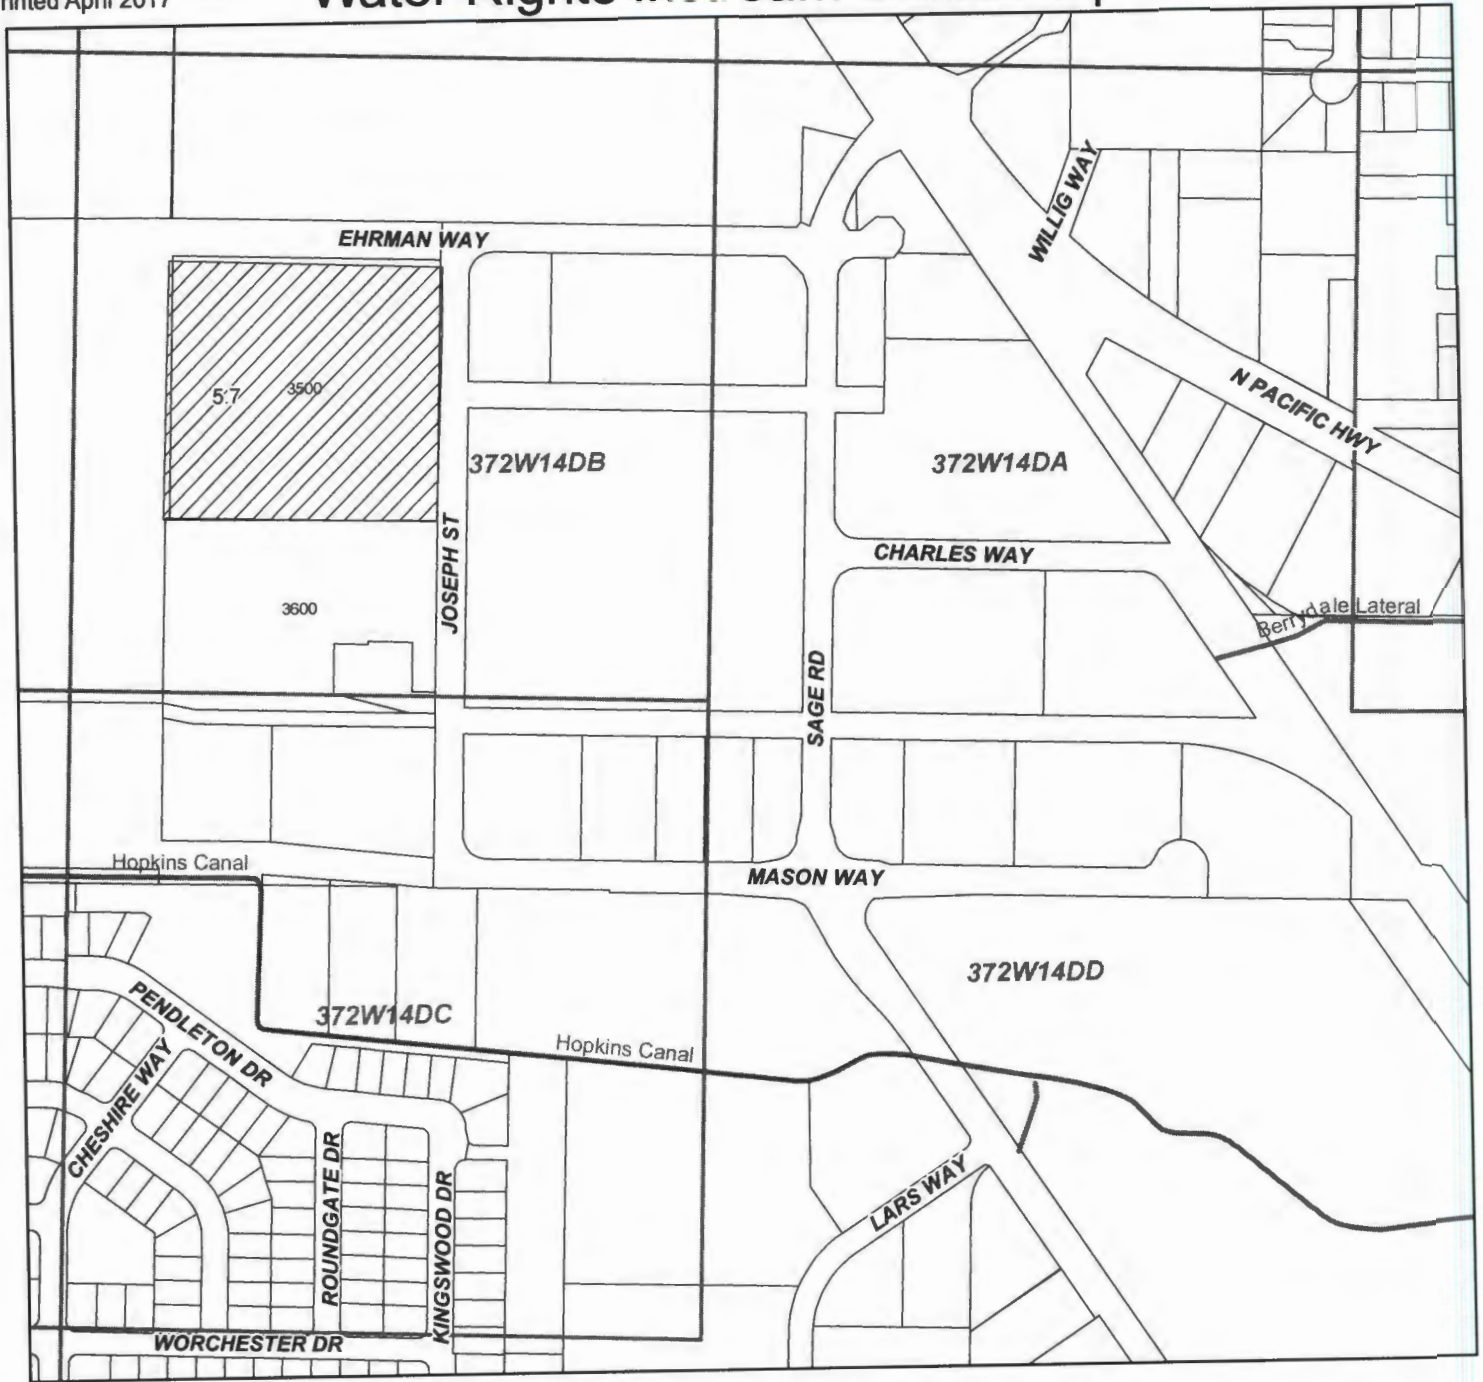 April 2017
EHRMAN WAY
WILLIG WAY
5.7
3500
N PACIFIC HWY
372W14DB
372W14DA
JOSEPH ST
CHARLES WAY
3600
Berrydale Lateral
SAGE RD
Hopkins Canal
MASON WAY
372W14DD
PENDLETON DR
372W14DC
Hopkins Canal
CHESHIRE WAY
ROUNDGATE DR
KINGSWOOD DR
LARS WAY
WORCHESTER DR